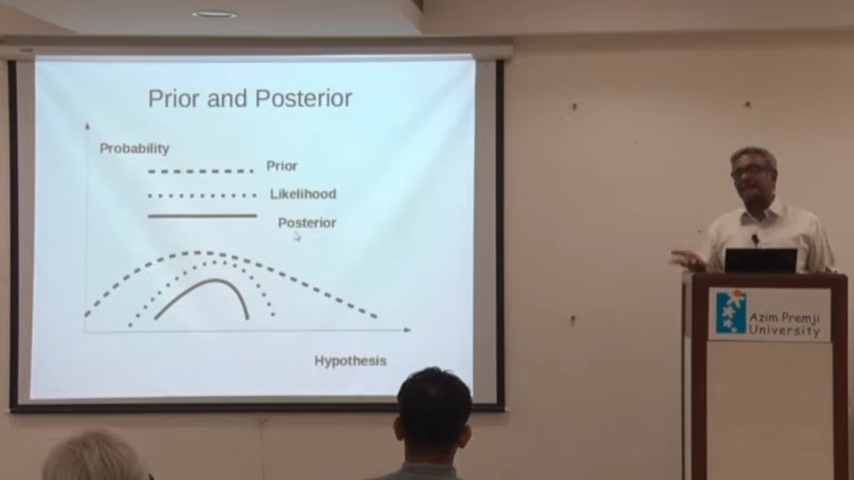 Prior and Posterior
Probability
Prior
Likelihood
Posterior
Hypothesis
Azim Premji
University